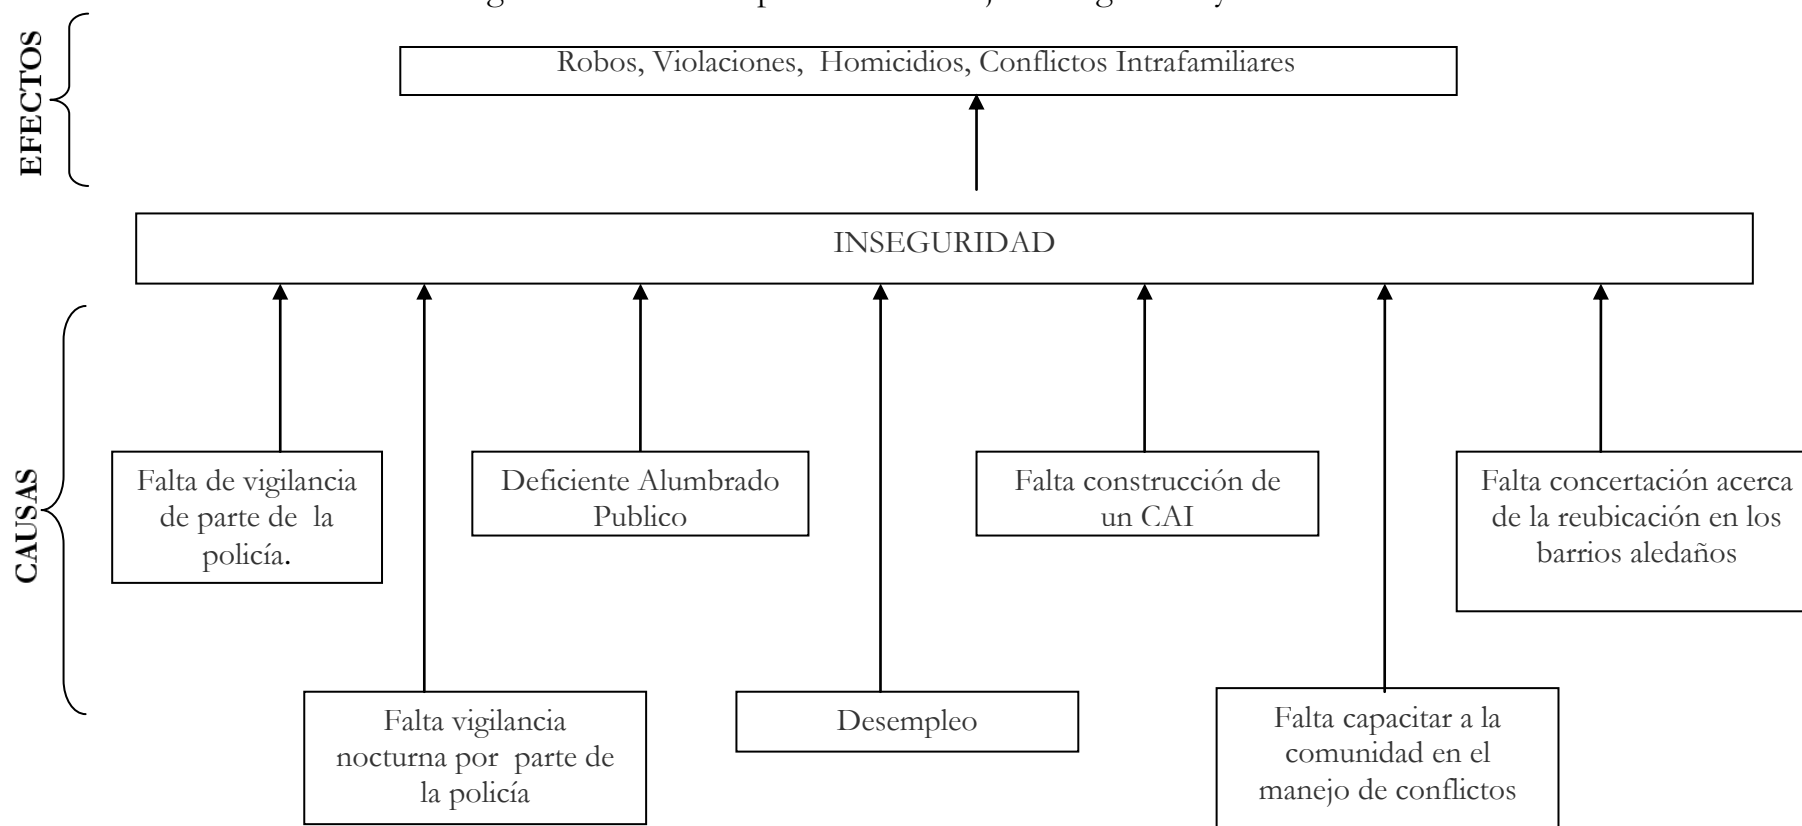 EFECTOS
Robos, Violaciones, Homicidios, Conflictos Intrafamiliares
INSEGURIDAD
CAUSAS
Falta de vigilancia
de parte de la
policía.
Deficiente Alumbrado
Publico
Falta construcción de
un CAI
Falta concertación acerca
de la reubicación en los
barrios aledaños
Falta vigilancia
nocturna por parte de
la policía
Desempleo
Falta capacitar a la
comunidad en el
manejo de conflictos